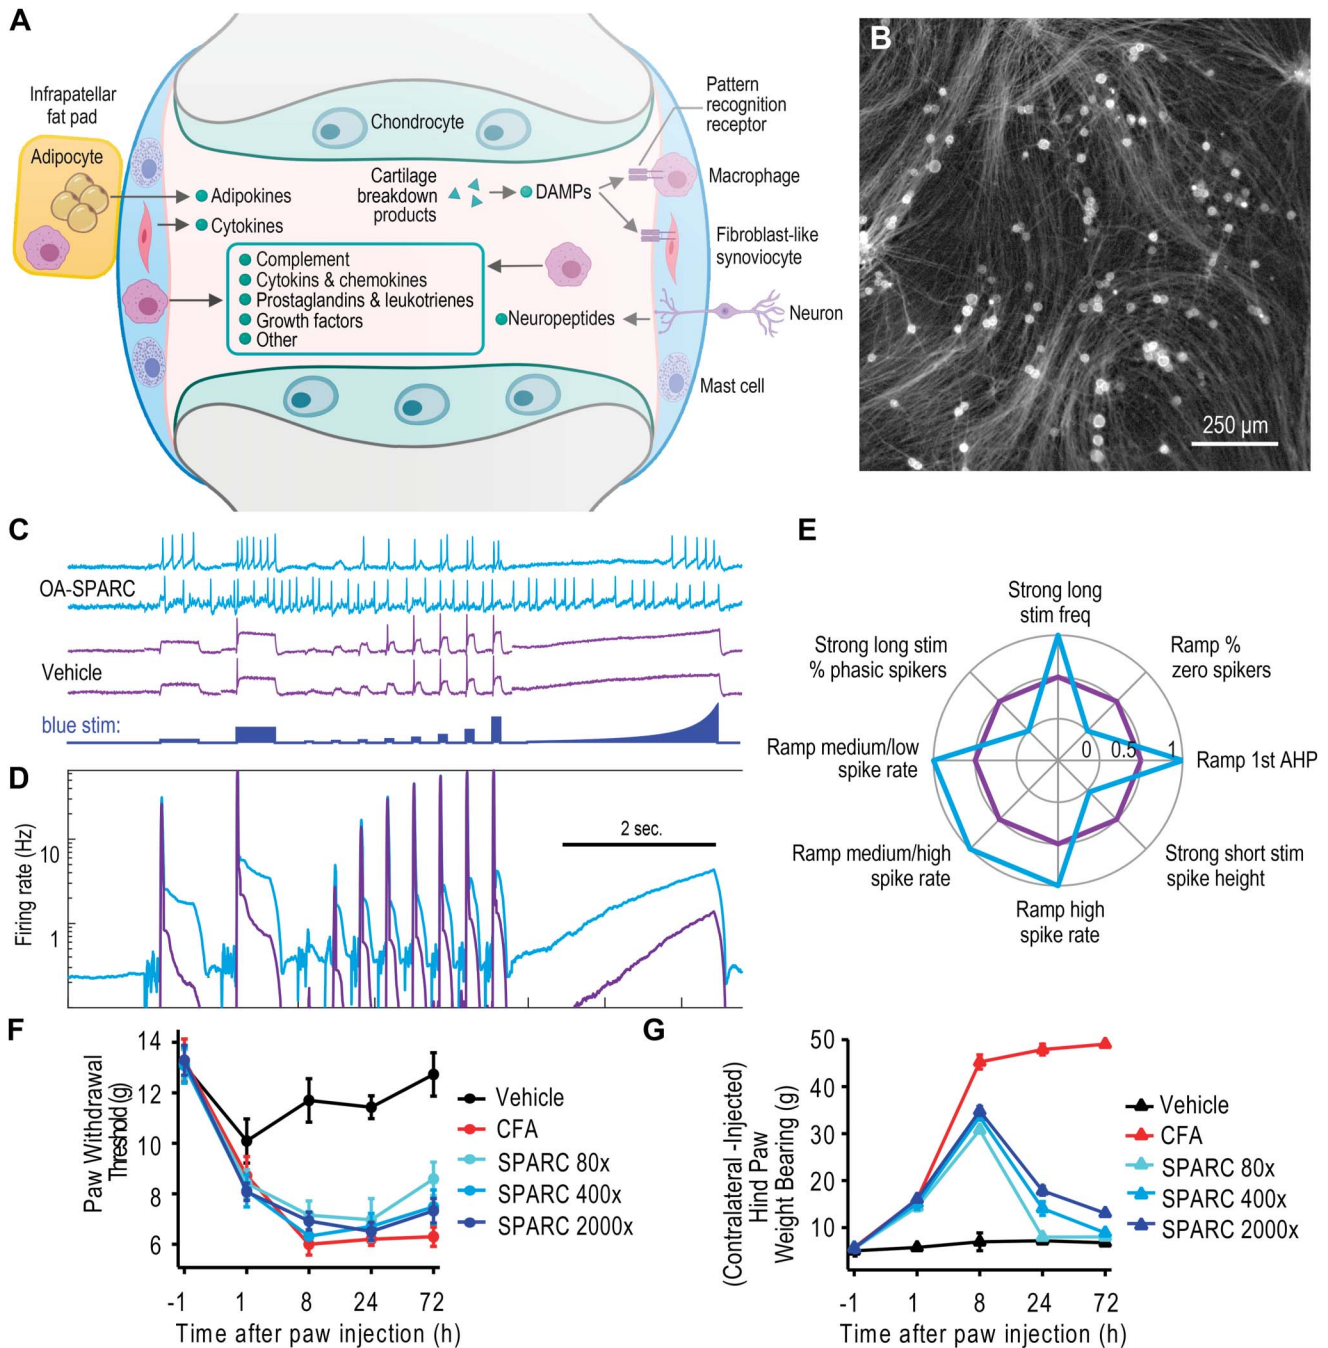 A
Infrapatellar
fat pad
Adipocyte
Adipokines
Cytokines
Chondrocyte
Cartilage
breakdown
products
DAMPs
Pattern
recognition
receptor
Macrophage
Fibroblast-like
synoviocyte
Complement
Cytokins & chemokines
Prostaglandins & leukotrienes
Growth factors
Other
Neuropeptides
Neuron
Mast cell
B
250 µm
C
OA-SPARC
Vehicle
blue stim:
D
Firing rate (Hz)
10
1
2 sec.
E
Strong long
stim freq
Ramp %
zero spikers
Ramp 1st AHP
Strong short stim
spike height
Ramp high
spike rate
Ramp medium/high
spike rate
Ramp medium/low
spike rate
Strong long stim
% phasic spikers
0 0.5 1
F
Paw Withdrawal
Threshold(g)
14
12
10
8
6
-1 1 8 24 72
Time after paw injection (h)
Vehicle
CFA
SPARC 80x
SPARC 400x
SPARC 2000x
G
(Contralateral -Injected)
Hind Paw
Weight Bearing (g)
50
40
30
20
10
-1 1 8 24 72
Time after paw injection (h)
Vehicle
CFA
SPARC 80x
SPARC 400x
SPARC 2000x